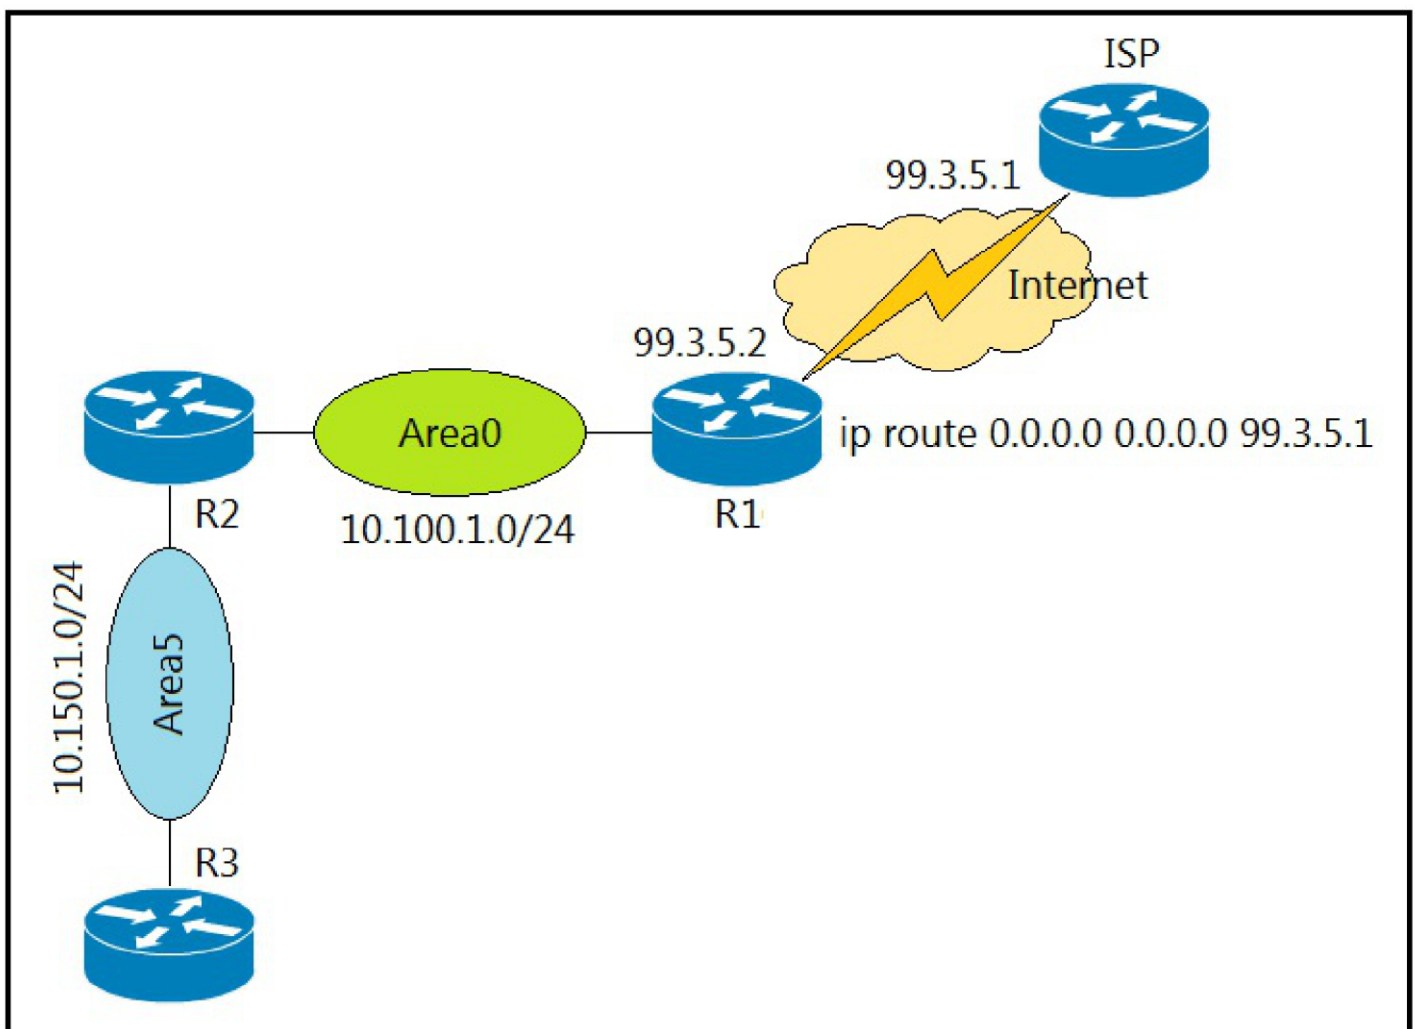 ISP
99.3.5.1
Internet
99.3.5.2
Area0
ip route 0.0.0.0 0.0.0.0 99.3.5.1
R2
R1
10.100.1.0/24
10.150.1.0/24
Area5
R3